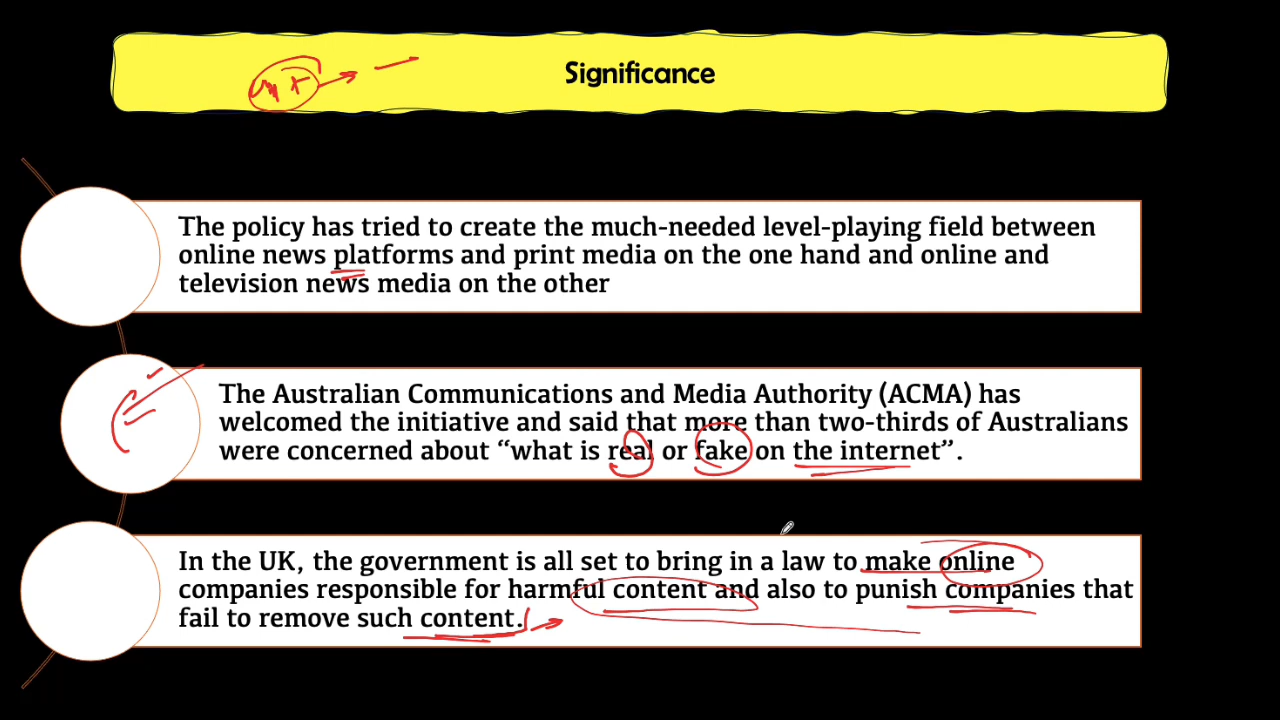 Significance
The policy has tried to create the much-needed level-playing field between
online news platforms and print media on the one hand and online and
television news media on the other
The Australian Communications and Media Authority (ACMA) has
welcomed the initiative and said that more than two-thirds of Australians
were concerned about “what is real or fake on the internet”.
In the UK, the government is all set to bring in a law to make online
companies responsible for harmful content and also to punish companies that
fail to remove such content.